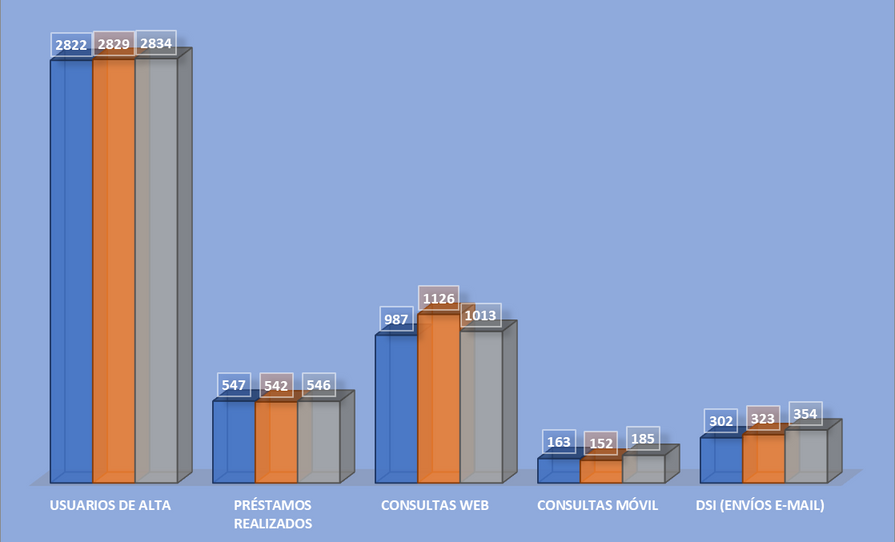 2822 2829 2834
547 542 546
987 1126 1013
163 152 185
302 323 354
USUARIOS DE ALTA
PRÉSTAMOS
REALIZADOS
CONSULTAS WEB
CONSULTAS MÓVIL
DSI (ENVÍOS E-MAIL)